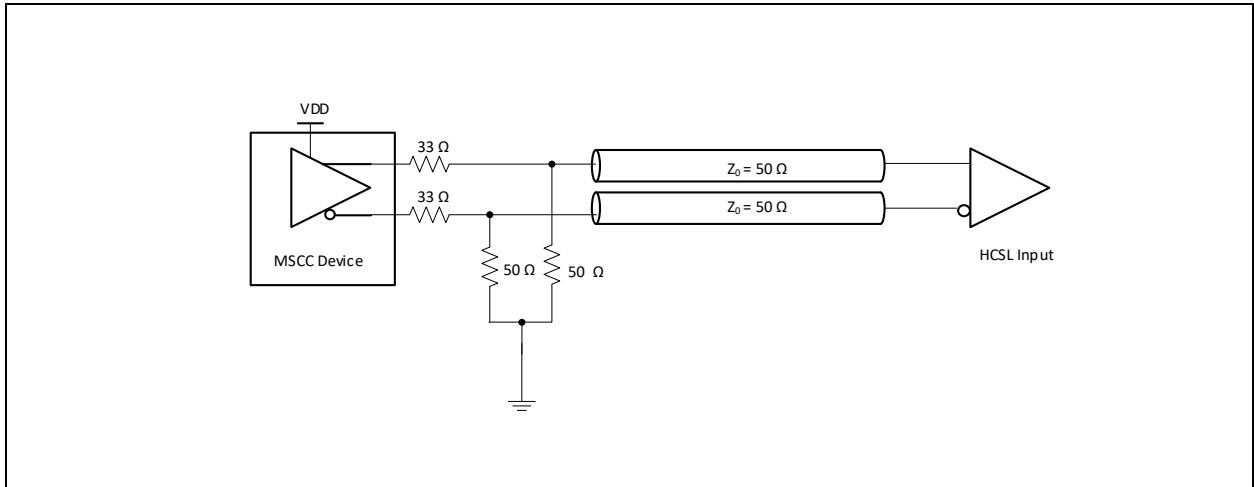 VDD
33 Ω
Z₀ = 50 Ω
33 Ω
Z₀ = 50 Ω
MSCC Device
50 Ω
50 Ω
HCSL Input